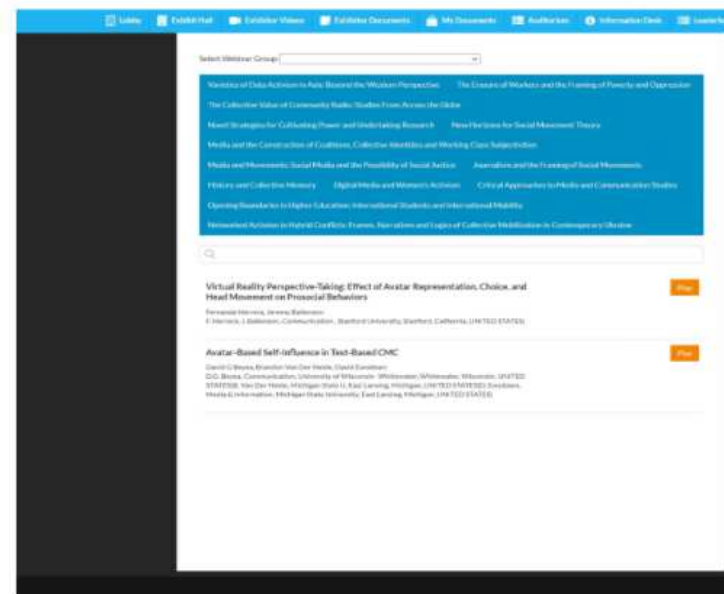 Lobby Exhibit Hall Exhibitor Videos Exhibitor Documents My Documents Auditorium Information Desk
Select Webinar Group
Varieties of Data Activism in Asia: Beyond the Western Perspective The Erasure of Workers and the Framing of Poverty and Oppression
The Collective Value of Community Radio: Studies From Across the Globe
Novel Strategies for Cultivating Power and Undertaking Research New Horizons for Social Movement Theory
Media and the Construction of Coalitions, Collective Identities and Working Class Subjectivities
Media and Movements: Social Media and the Possibility of Social Justice Journalism and the Framing of Social Movements
History and Collective Memory Digital Media and Women's Activism Critical Approaches to Media and Communication Studies
Opening Boundaries in Higher Education: International Students and International Mobility
Networked Activism in Hybrid Conflicts: Frames, Narratives and Logics of Collective Mobilization in Contemporary Ukraine
Virtual Reality Perspective-Taking: Effect of Avatar Representation, Choice, and
Head Movement on Prosocial Behaviors
Play
Fernanda Herrera, Jeremy Bailenson
F. Herrera, J. Bailenson, Communication, Stanford University, Stanford, California, UNITED STATES|
Avatar-Based Self-Influence in Text-Based CMC
Play
David C. Brandon Van Der Heide, David Ewoldsen
Communication, University of Wisconsin- Whitewater, Whitewater, Wisconsin, UNITED
STATES|B. Van Der Heide, Michigan State U, East Lansing, Michigan, UNITED STATES|D. Ewoldsen,
Media & Information, Michigan State University, East Lansing, Michigan, UNITED STATES|